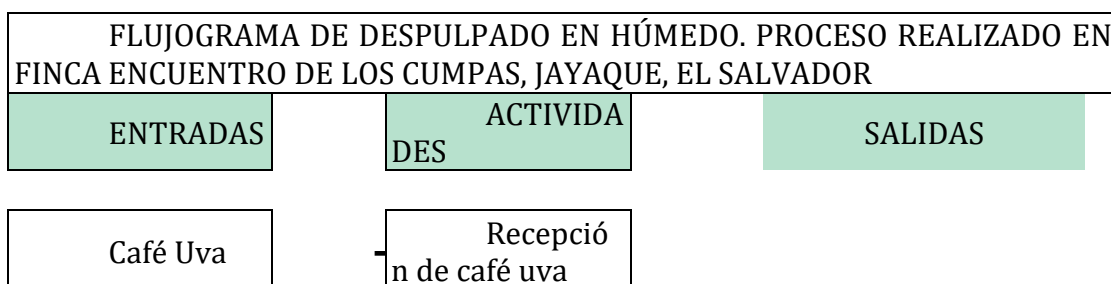 FLUJOGRAMA DE DESPULPADO EN HÚMEDO. PROCESO REALIZADO EN
FINCA ENCUENTRO DE LOS CUMPAS, JAYAQUE, EL SALVADOR
ENTRADAS
ACTIVIDA
DES
SALIDAS
Café Uva
Recepció
n de café uva